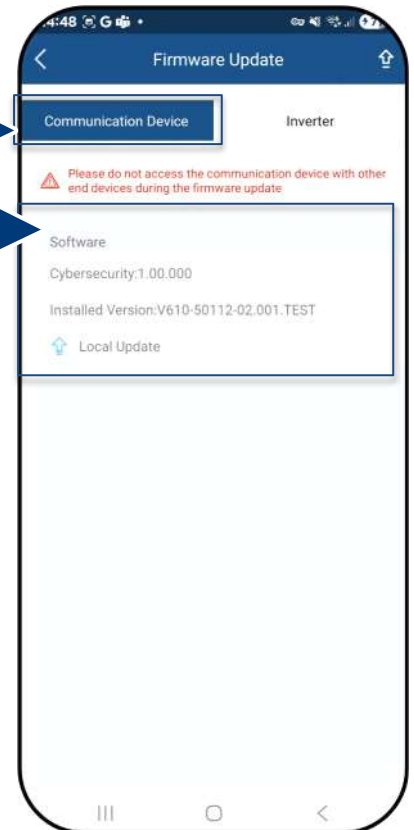 4:48 G
Firmware Update
Communication Device
Inverter
Please do not access the communication device with other
end devices during the firmware update
Software
Cybersecurity:1.00.000
Installed Version:V610-50112-02.001.TEST
Local Update